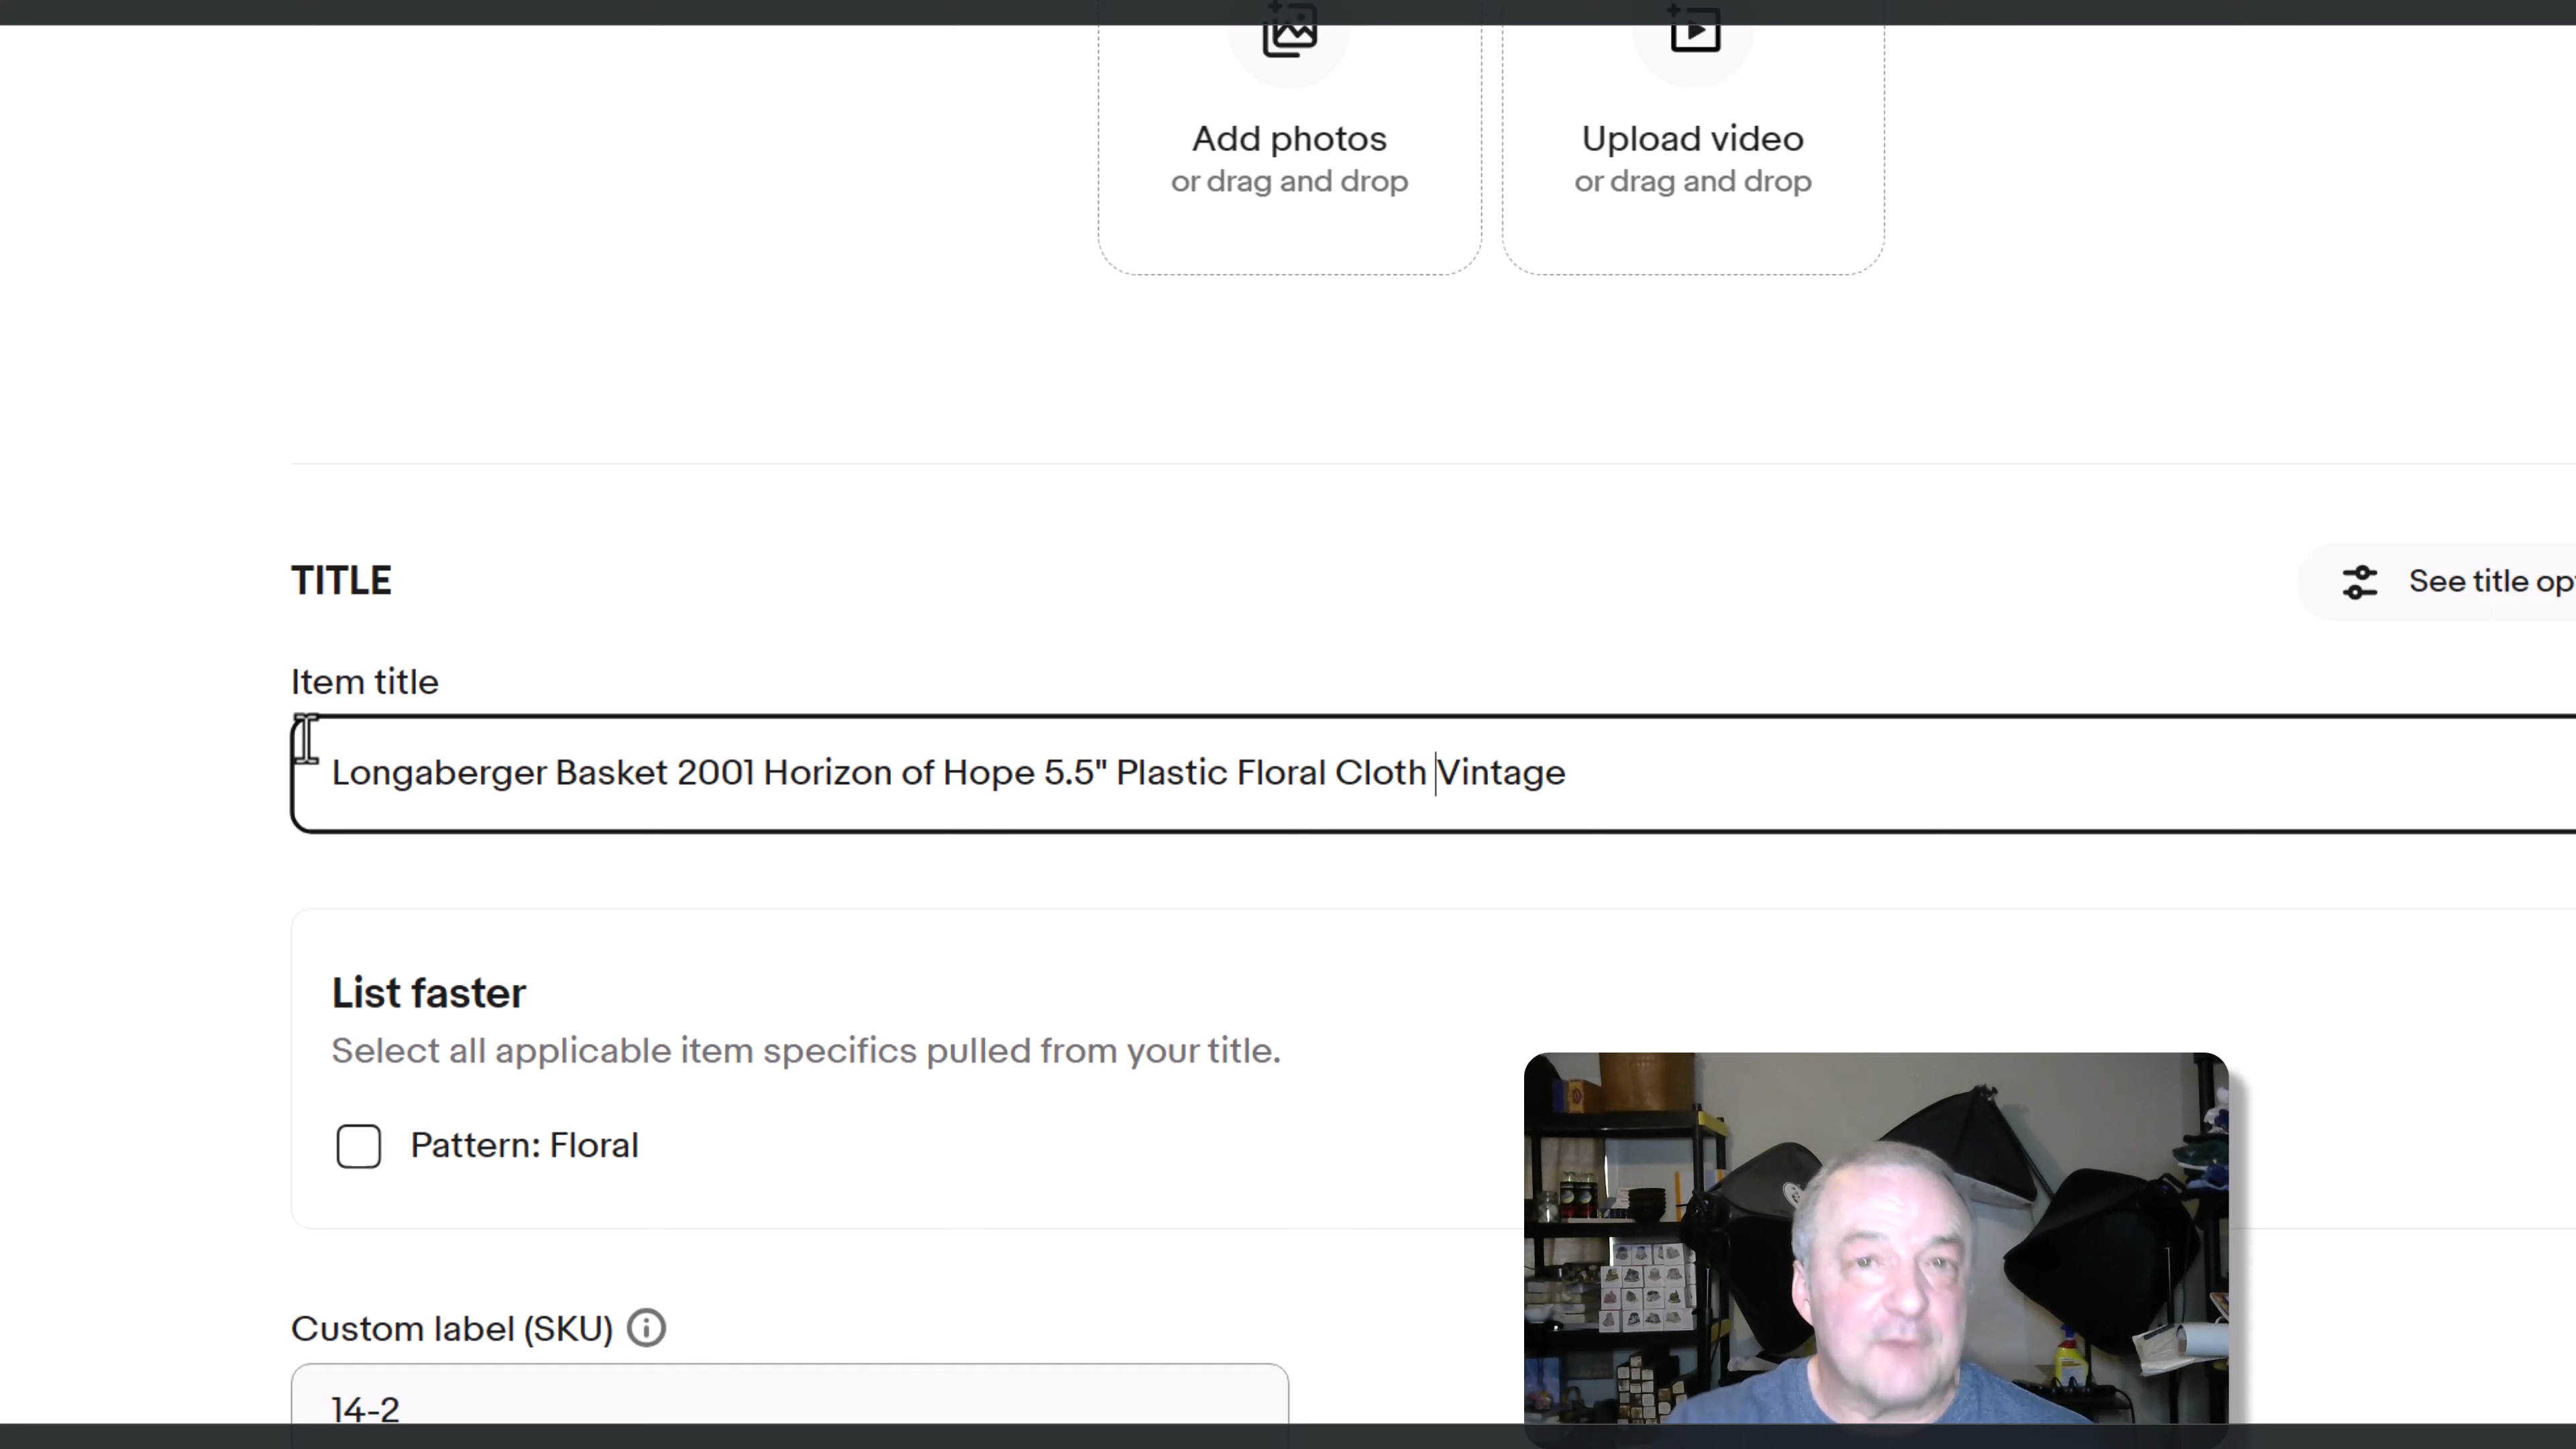 Add photos
or drag and drop
Upload video
or drag and drop
TITLE
See title
Item title
Longaberger Basket 2001 Horizon of Hope 5.5" Plastic Floral Cloth Vintage
List faster
Select all applicable item specifics pulled from your title.
Pattern: Floral
Custom label (SKU)
14-2